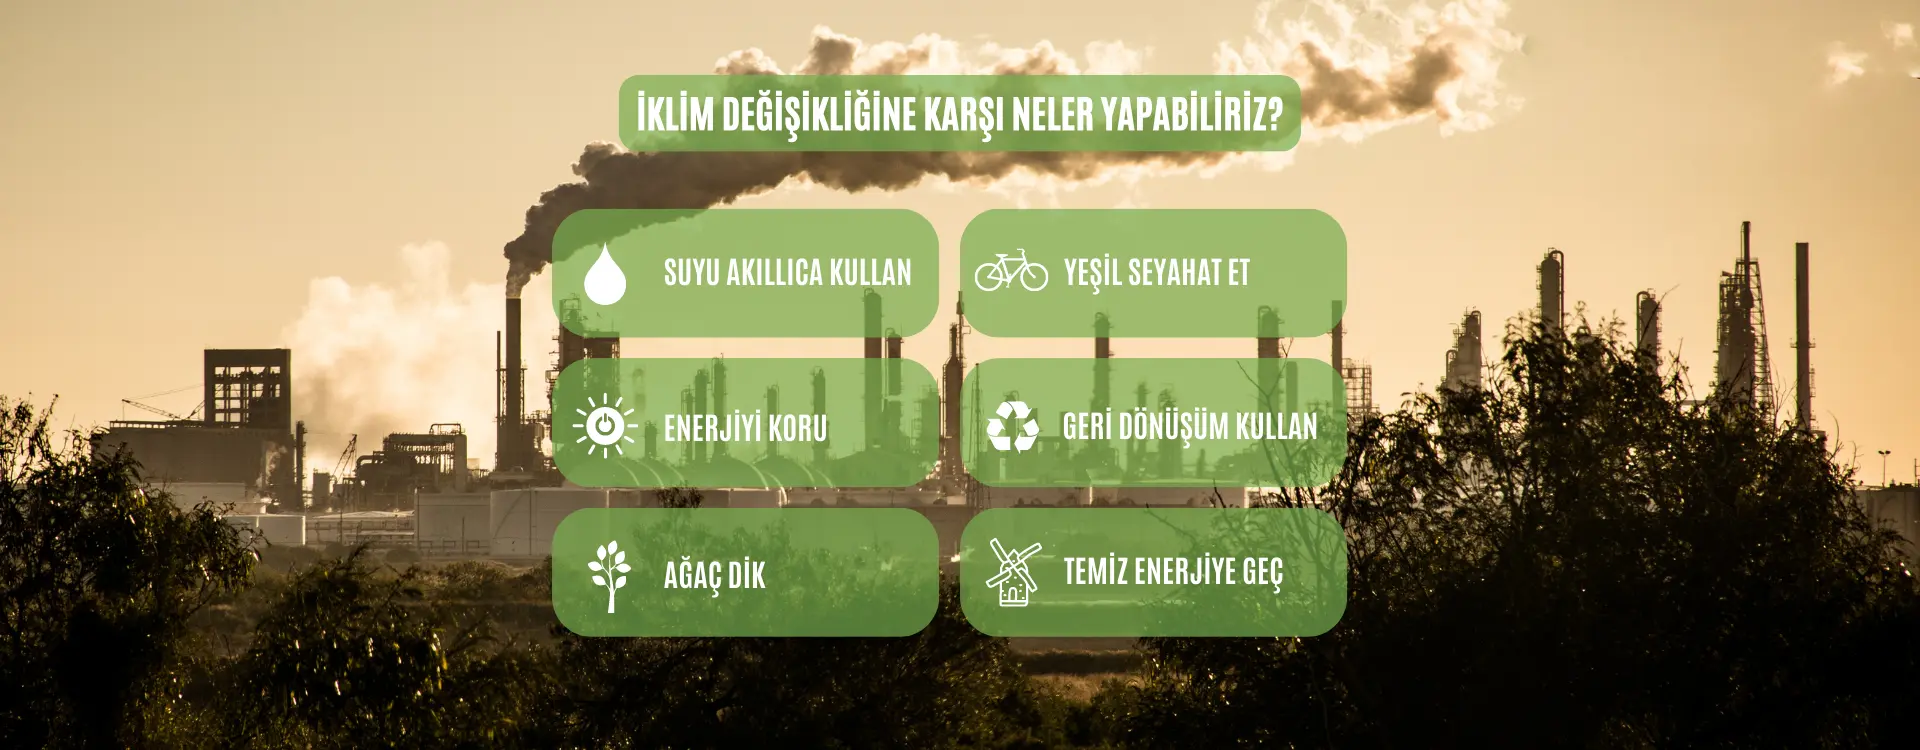 İKLİM DEĞİŞİKLİĞİNE KARŞI NELER YAPABİLİRİZ?
SUYU AKILLICA KULLAN
YEŞİL SEYAHAT ET
ENERJİYİ KORU
GERİ DÖNÜŞÜM KULLAN
AĞAÇ DİK
TEMİZ ENERJİYE GEÇ